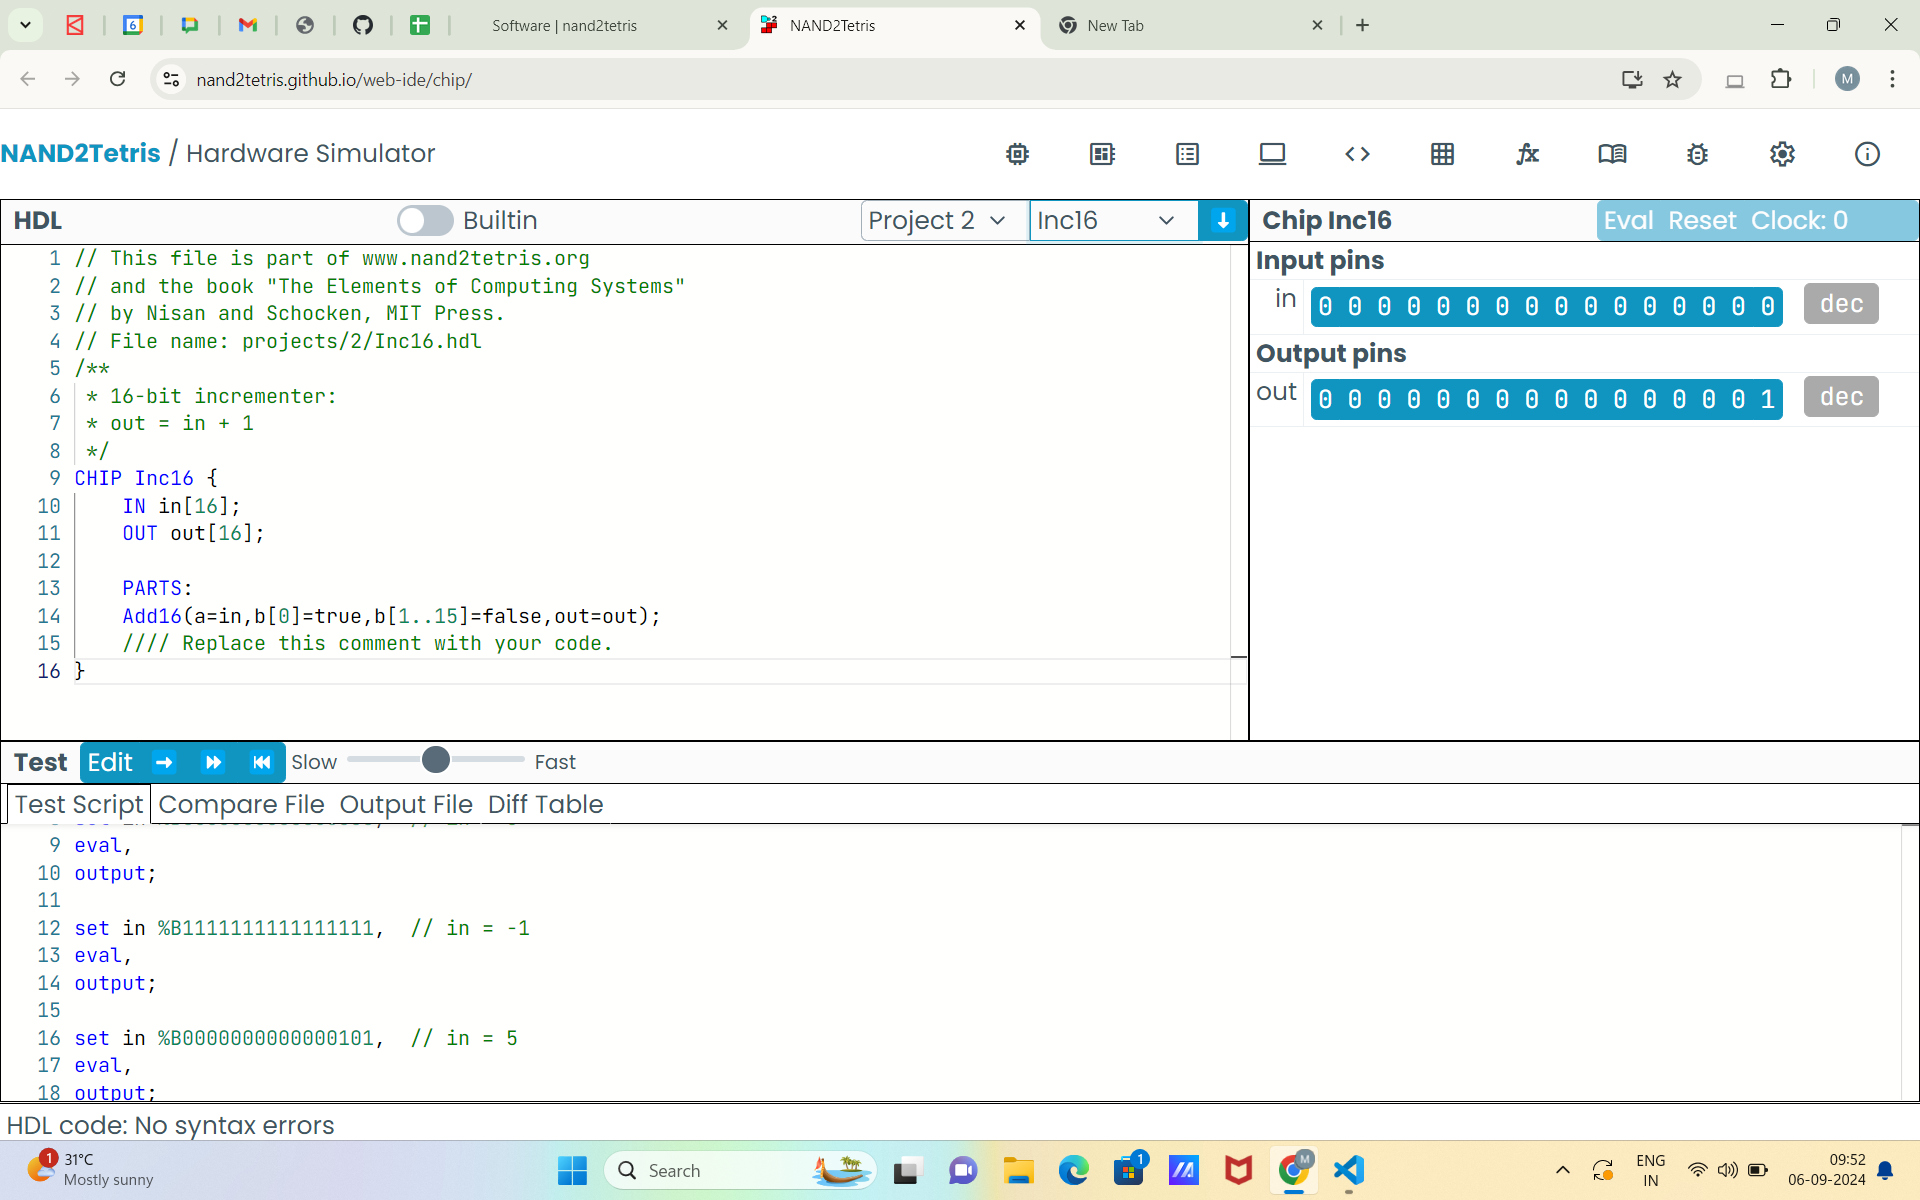 Software | nand2tetris
NAND2Tetris
New Tab
nand2tetris.github.io/web-ide/chip/
M
NAND2Tetris / Hardware Simulator
HDL
Builtin
Project 2
Inc16
Chip Inc16
Eval Reset Clock: 0
1 // This file is part of www.nand2tetris.org
2 // and the book "The Elements of Computing Systems"
3 // by Nisan and Schocken, MIT Press.
4 // File name: projects/2/Inc16.hdl
5 /**
6 * 16-bit incrementer:
7 * out = in + 1
8 */
9 CHIP Inc16 {
10 IN in[16];
11 OUT out[16];
12
13 PARTS:
14 Add16(a=in,b[0]=true,b[1..15]=false,out=out);
15 //// Replace this comment with your code.
16 }
Input pins
in 0 0 0 0 0 0 0 0 0 0 0 0 0 0 0 0 dec
Output pins
out 0 0 0 0 0 0 0 0 0 0 0 0 0 0 0 1 dec
Test Edit Slow Fast
Test Script Compare File Output File Diff Table
9 eval,
10 output;
11
12 set in %B1111111111111111, // in = -1
13 eval,
14 output;
15
16 set in %B0000000000000101, // in = 5
17 eval,
18 output;
HDL code: No syntax errors
1
31°C
Mostly sunny
Search
1
M
ENG
IN
09:52
06-09-2024